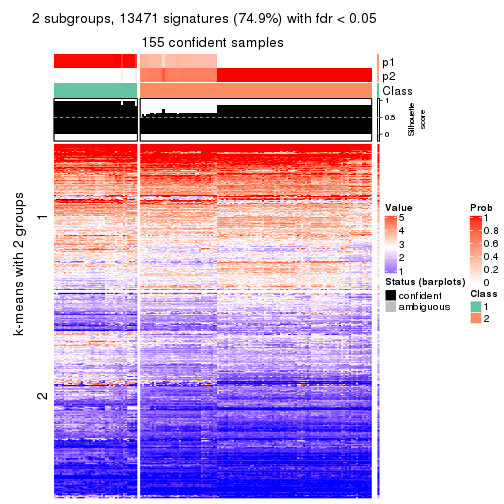 2 subgroups, 13471 signatures (74.9%) with fdr < 0.05
155 confident samples
p1
p2
Class
1
0.5
0
Silhouette
score
k-means with 2 groups
1
2
Value
5
4
3
2
1
Status (barplots)
confident
ambiguous
Prob
1
0.8
0.6
0.4
0.2
0
Class
1
2